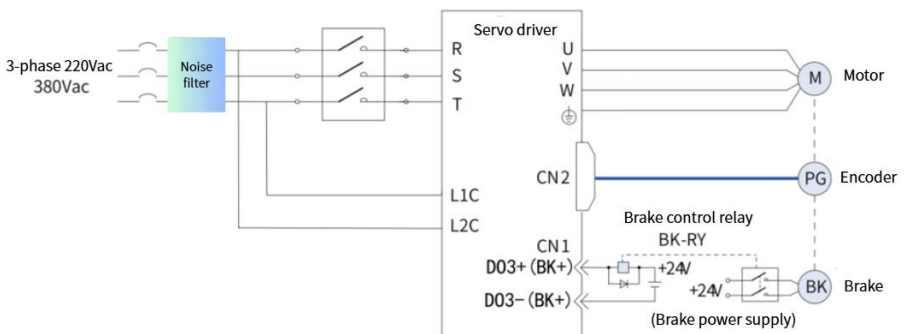 Servo driver
3-phase 220Vac
380Vac
Noise
filter
R
S
T
U
V
W
M
Motor
CN2
PG
Encoder
L1C
L2C
Brake control relay
BK-RY
CN1
DO3+(BK+)
+24V
+24V
BK
Brake
DO3-(BK+)
(Brake power supply)